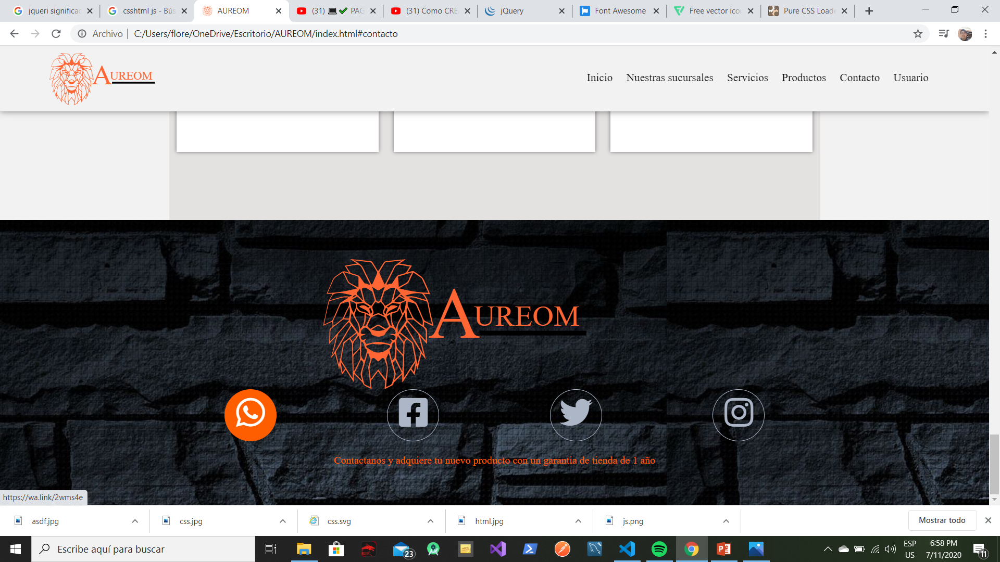 jqueri significac
csshtml js - Bús
AUREOM
(31) 💻✔ PAG
(31) Como CRE
jQuery
Font Awesome
Free vector icon
Pure CSS Loade
Archivo | C:/Users/flore/OneDrive/Escritorio/AUREOM/index.html#contacto
AUREOM
Inicio Nuestras sucursales Servicios Productos Contacto Usuario
AUREOM
Contactanos y adquiere tu nuevo producto con un garantia de tienda de 1 año
https://wa.link/2wms4e
asdf.jpg
css.jpg
css.svg
html.jpg
js.png
Mostrar todo
Escribe aquí para buscar
23
ESP
US
6:58 PM
7/11/2020
11